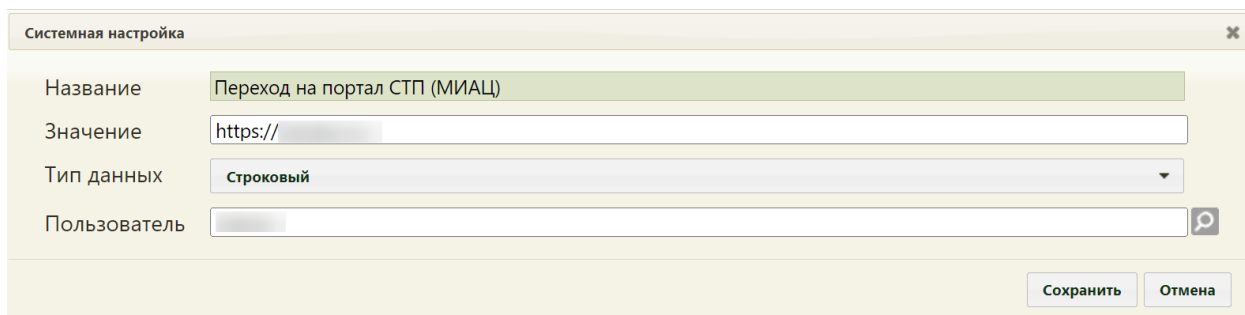 Системная настройка
Название Переход на портал СТП (МИАЦ)
Значение https://
Тип данных Строковый
Пользователь
Сохранить Отмена